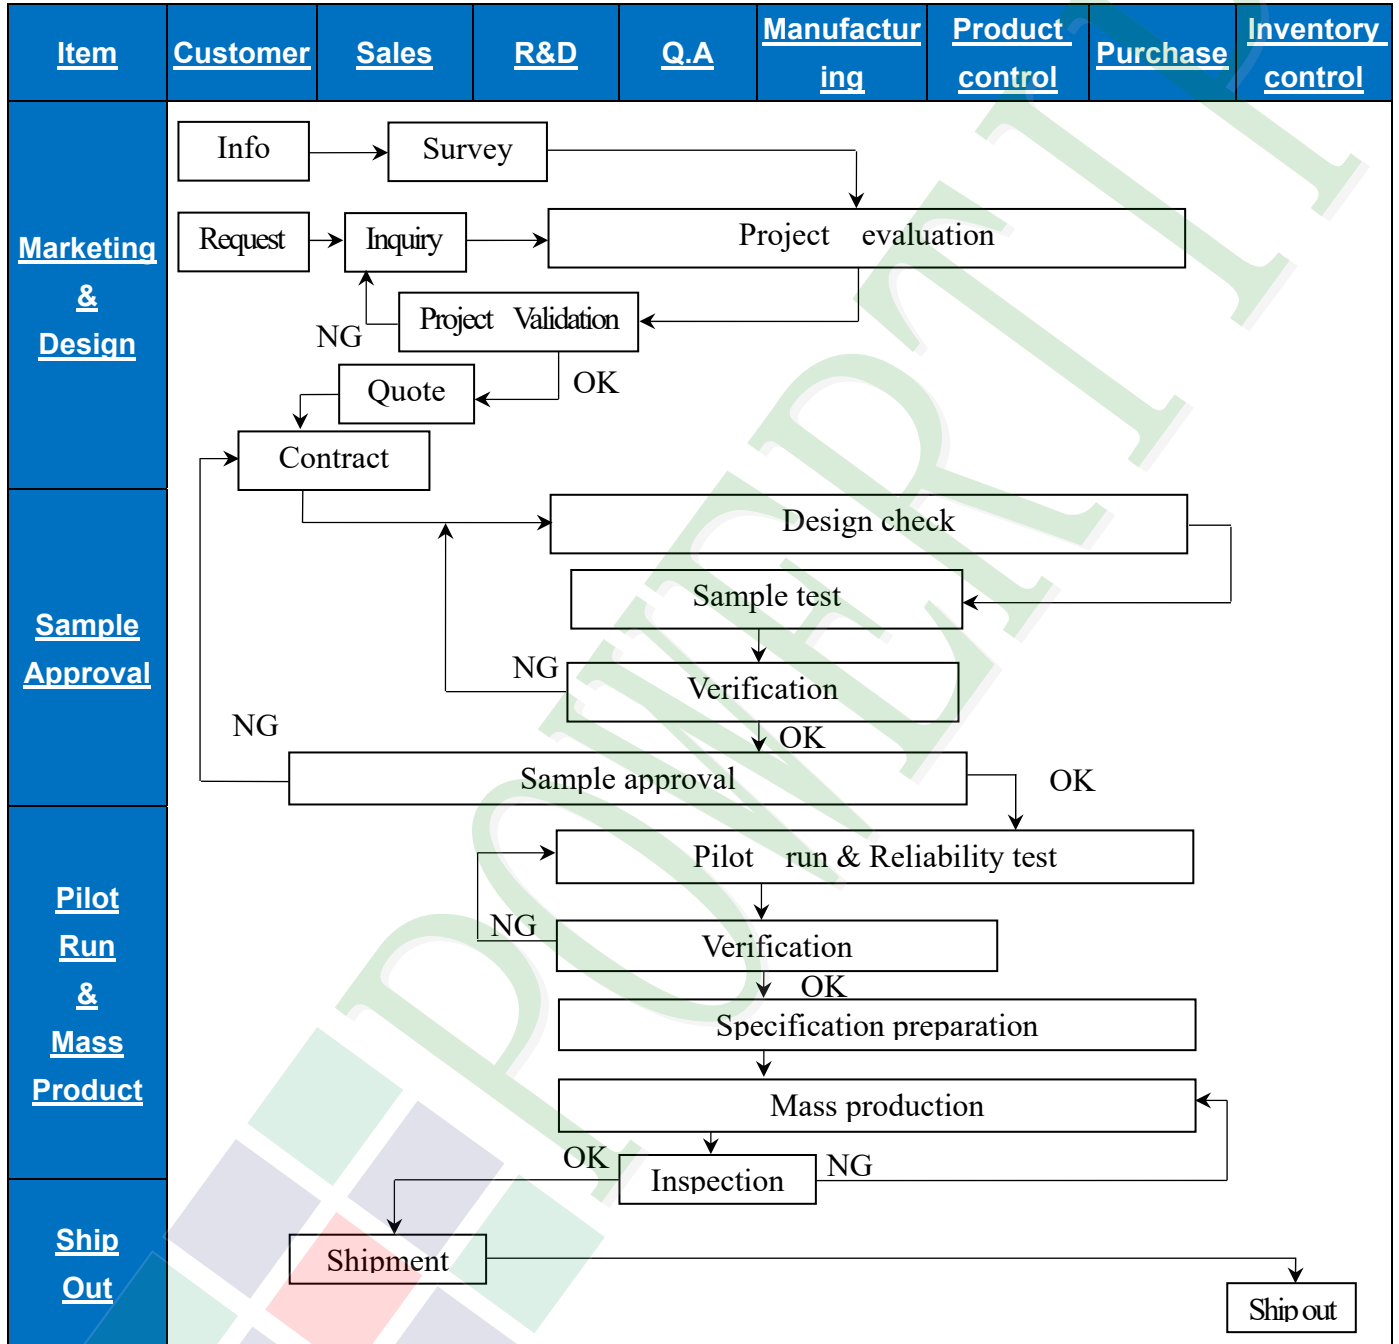 Item
Customer
Sales
R&D
Q.A
Manufactur
ing
Product
control
Purchase
Inventory
control
Marketing
&
Design
Info
Survey
Request
Inquiry
Project evaluation
Project Validation
NG
OK
Quote
Contract
Sample
Approval
Design check
Sample test
NG
Verification
OK
NG
Sample approval
OK
Pilot
Run
&
Mass
Product
Pilot run & Reliability test
NG
Verification
OK
Specification preparation
Mass production
OK
Inspection
NG
Ship
Out
Shipment
Ship out